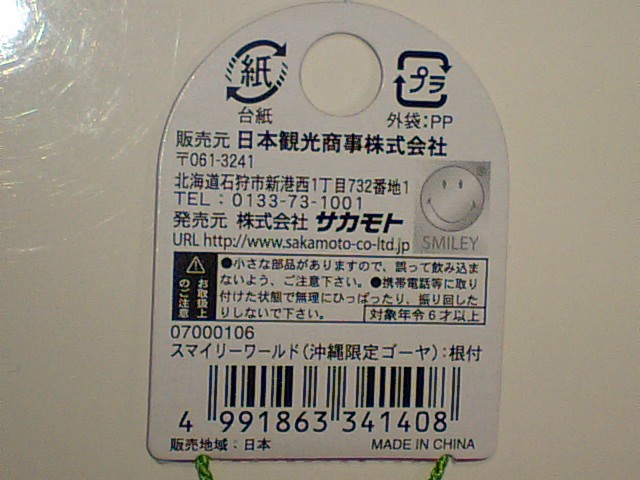 紙
プラ
台紙
外袋:PP
販売元 日本観光商事株式会社
〒061-3241
北海道石狩市新港西1丁目732番地1
TEL:0133-73-1001
発売元 株式会社 サカモト
URL http://www.sakamoto-co-ltd.jp
SMILEY
お取扱上のご注意
●小さな部品がありますので、誤って飲み込ま
ないよう、ご注意下さい。●携帯電話等に取り
付けた状態で無理にひっぱったり、振り回した
りしないで下さい。
対象年令6才以上
07000106
スマイリーワールド(沖縄限定ゴーヤ):根付
4 991863 341408
販売地域:日本
MADE IN CHINA